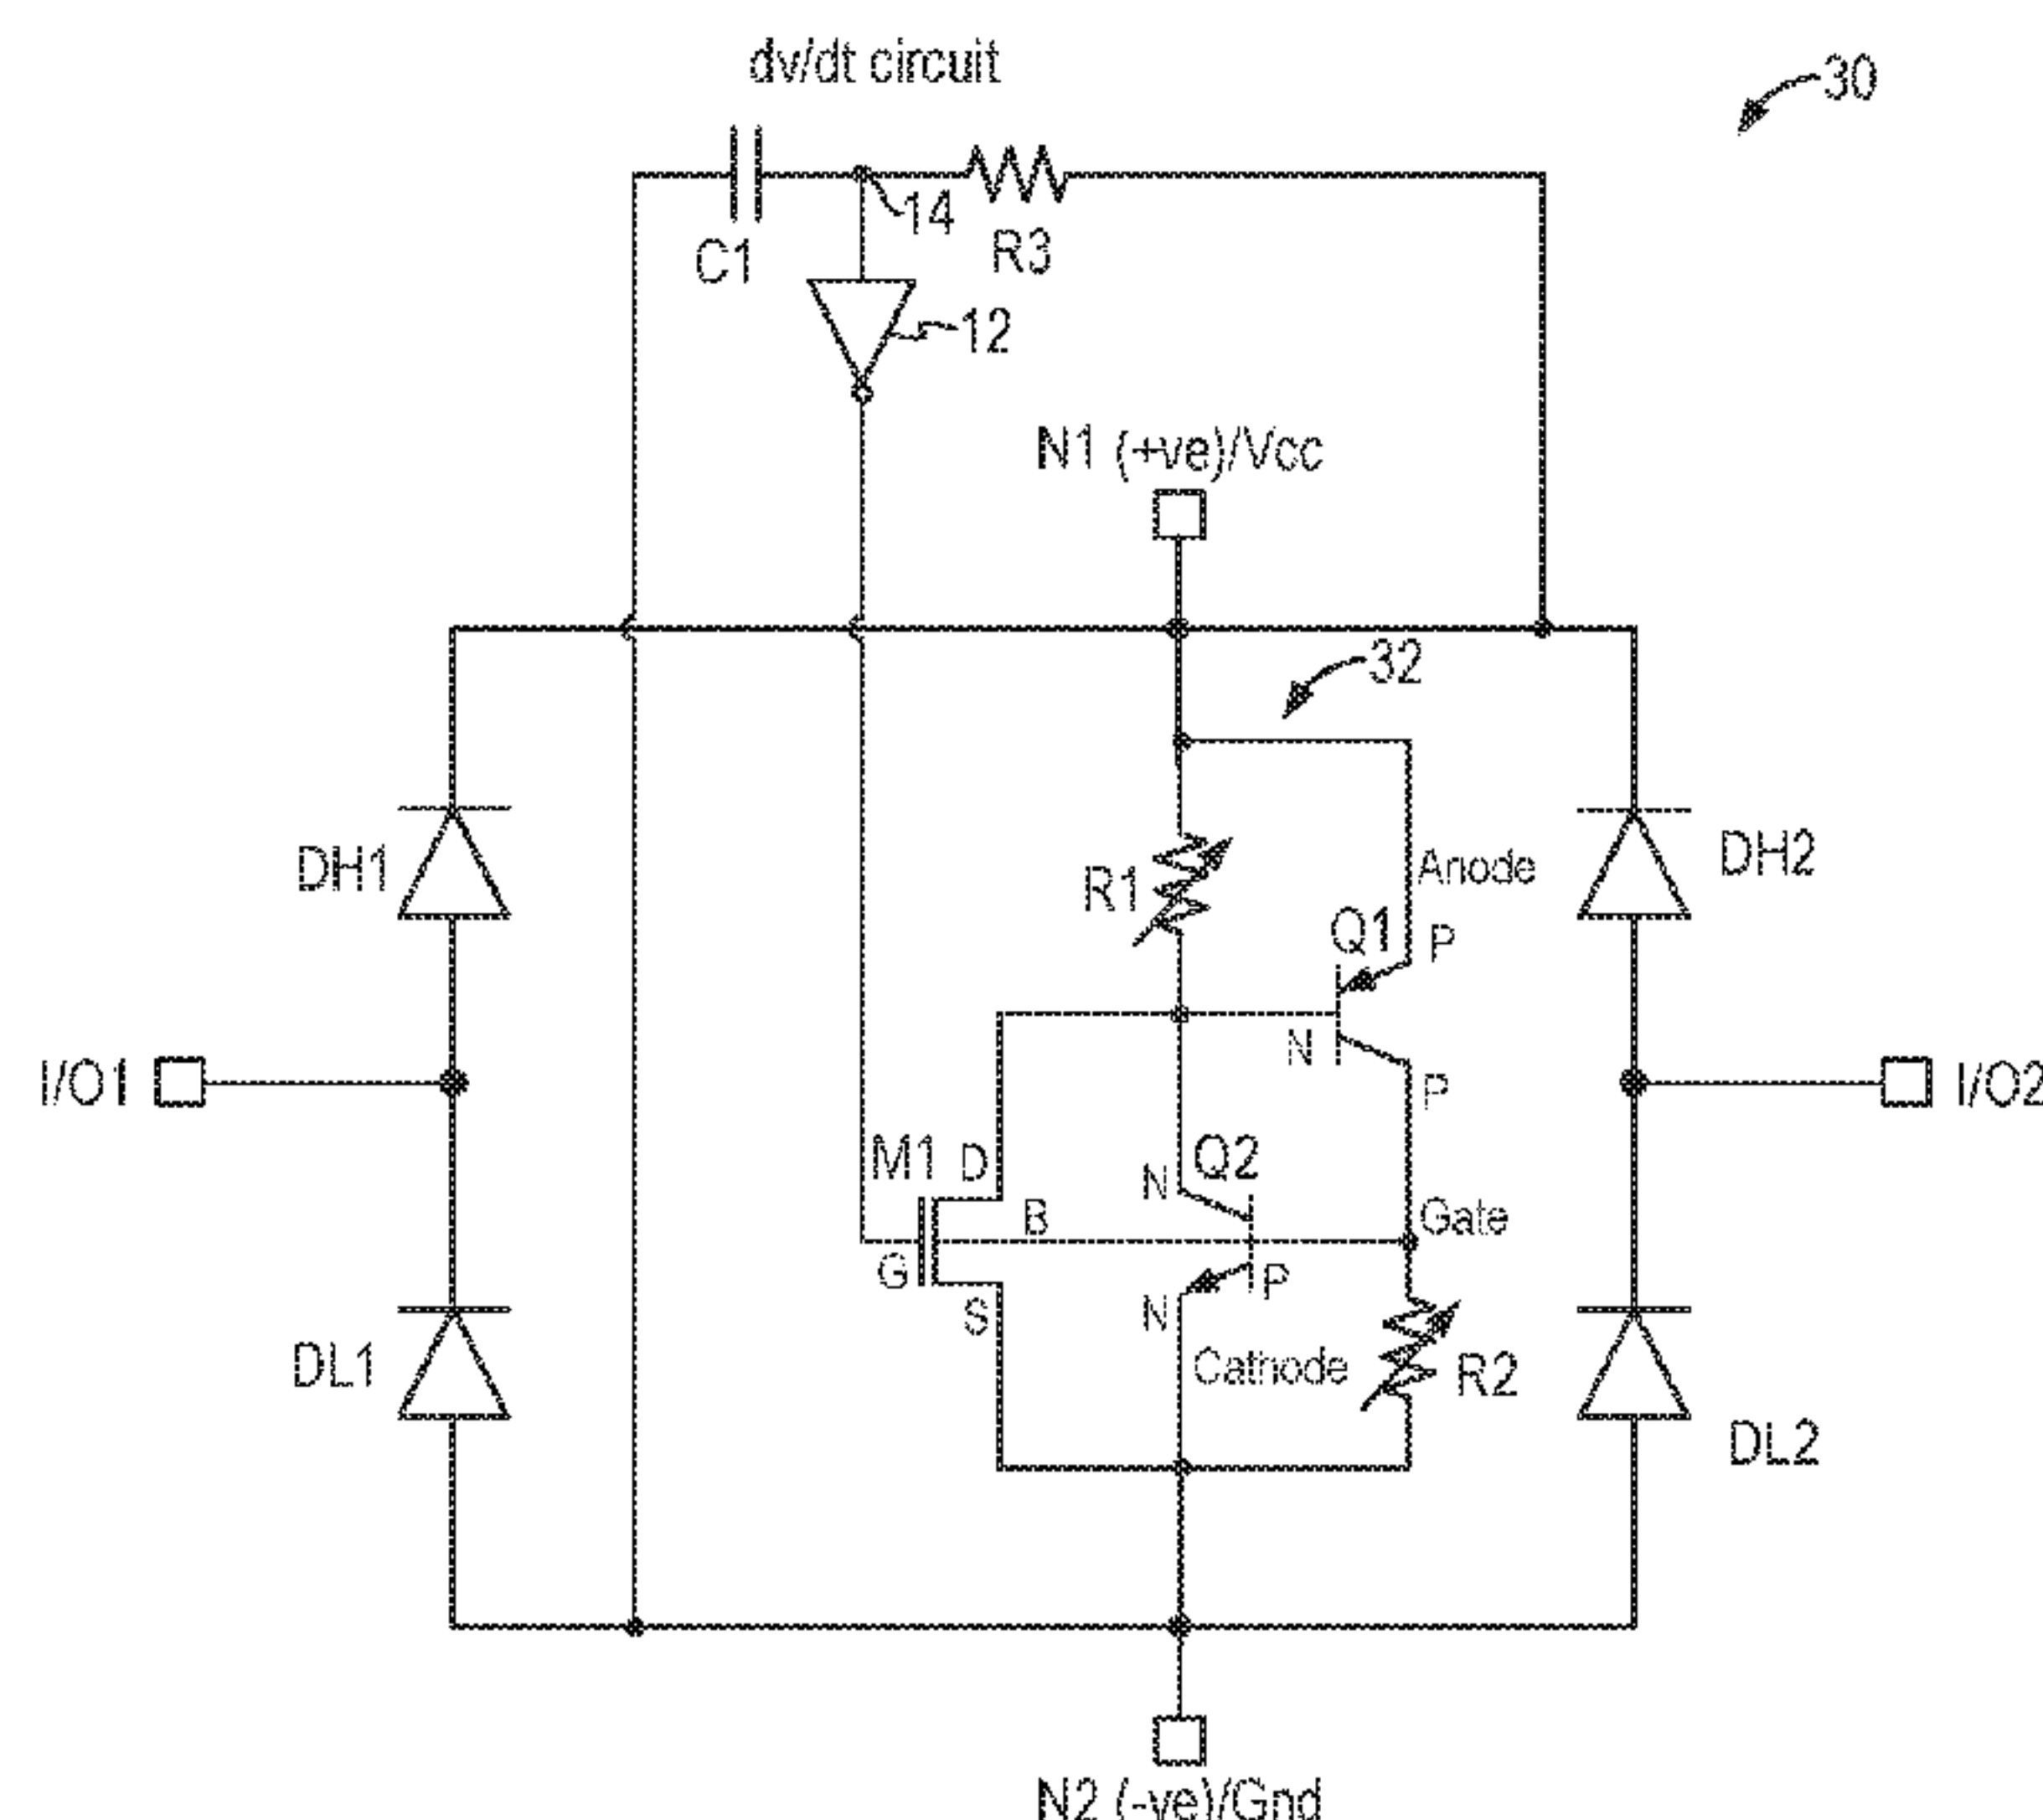 dv/dt circuit
30
14
C1
R3
12
N1 (+ve)/Vcc
32
DH1
R1
Anode
DH2
Q1
P
N
I/O1
P
I/O2
M1
D
N
Q2
B
Gate
G
P
S
N
DL1
Cathode
R2
DL2
N2 (-ve)/Gnd